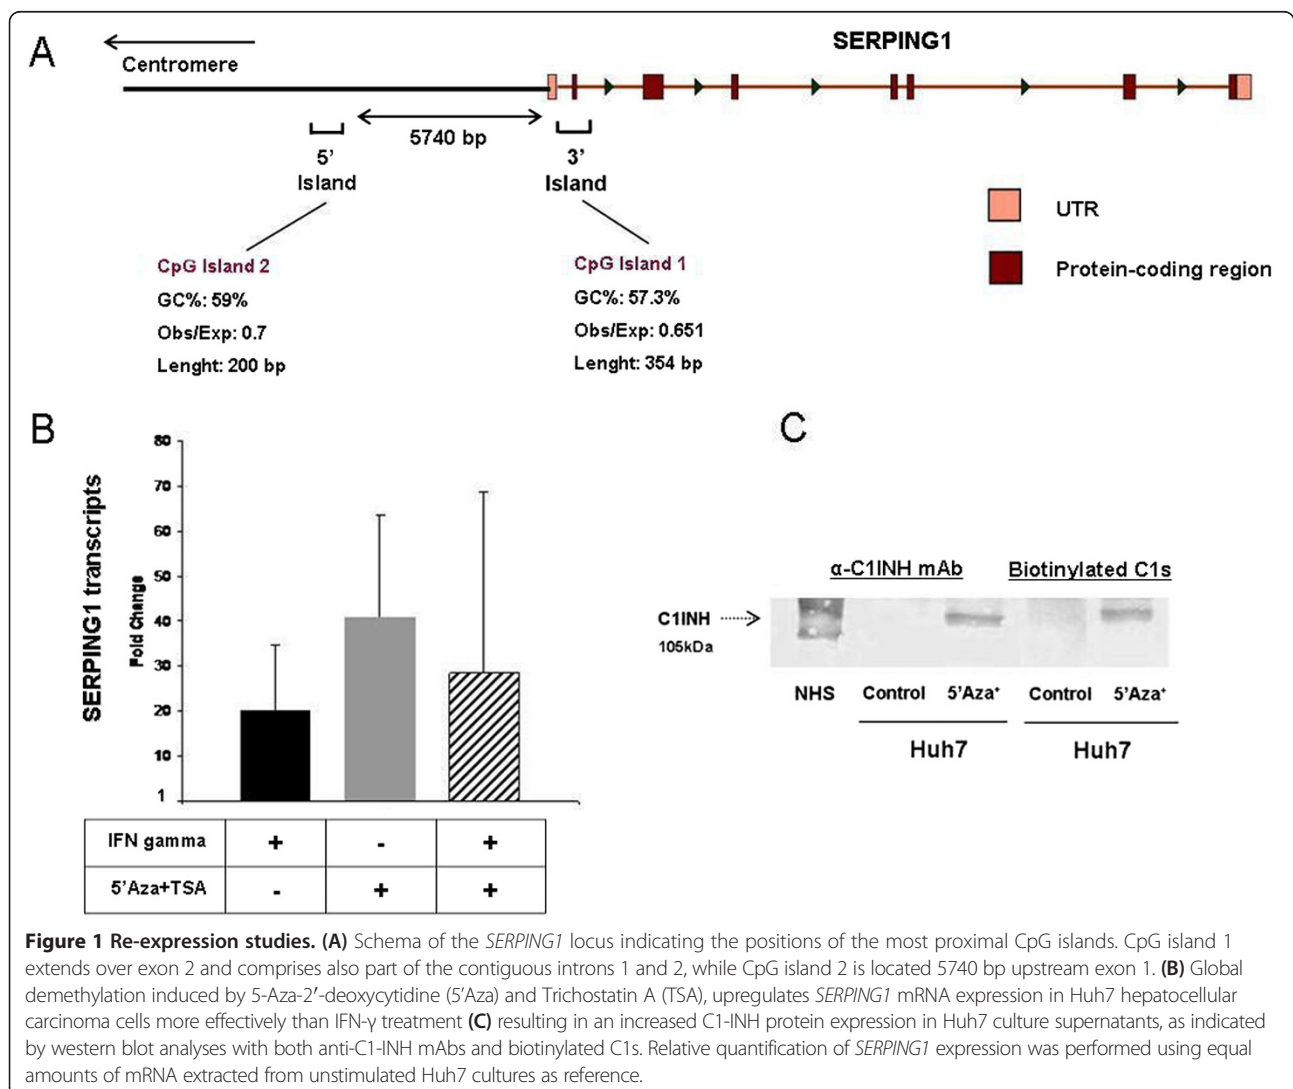 A
Centromere
SERPING1
5740 bp
5'
Island
3'
Island
UTR
Protein-coding region
CpG Island 2
GC%: 59%
Obs/Exp: 0.7
Lenght: 200 bp
CpG Island 1
GC%: 57.3%
Obs/Exp: 0.651
Lenght: 354 bp
B
SERPING1 transcripts
Fold Change
80
70
60
50
40
30
20
10
1
IFN gamma + - +
5'Aza+TSA - + +
C
α-C1INH mAb Biotinylated C1s
C1INH
105kDa
NHS Control 5'Aza⁺ Control 5'Aza⁺
Huh7 Huh7
Figure 1 Re-expression studies. (A) Schema of the SERPING1 locus indicating the positions of the most proximal CpG islands. CpG island 1
extends over exon 2 and comprises also part of the contiguous introns 1 and 2, while CpG island 2 is located 5740 bp upstream exon 1. (B) Global
demethylation induced by 5-Aza-2′-deoxycytidine (5′Aza) and Trichostatin A (TSA), upregulates SERPING1 mRNA expression in Huh7 hepatocellular
carcinoma cells more effectively than IFN-γ treatment (C) resulting in an increased C1-INH protein expression in Huh7 culture supernatants, as indicated
by western blot analyses with both anti-C1-INH mAbs and biotinylated C1s. Relative quantification of SERPING1 expression was performed using equal
amounts of mRNA extracted from unstimulated Huh7 cultures as reference.